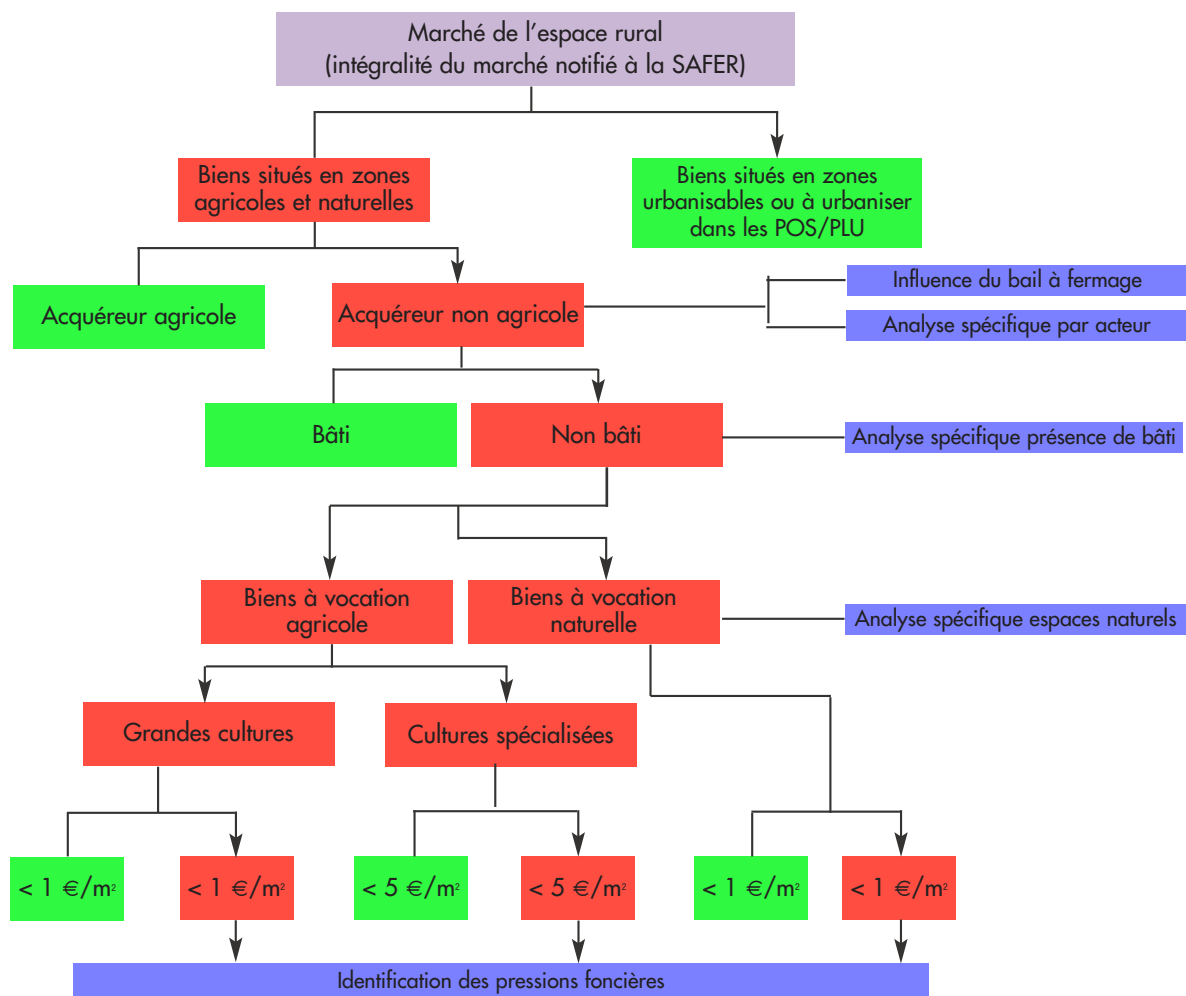 Marché de l'espace rural
(intégralité du marché notifié à la SAFER)
Biens situés en zones
agricoles et naturelles
Biens situés en zones
urbanisables ou à urbaniser
dans les POS/PLU
Acquéreur agricole
Acquéreur non agricole
Influence du bail à fermage
Analyse spécifique par acteur
Bâti
Non bâti
Analyse spécifique présence de bâti
Biens à vocation
agricole
Biens à vocation
naturelle
Analyse spécifique espaces naturels
Grandes cultures
Cultures spécialisées
< 1 €/m²
< 1 €/m²
< 5 €/m²
< 5 €/m²
< 1 €/m²
< 1 €/m²
Identification des pressions foncières